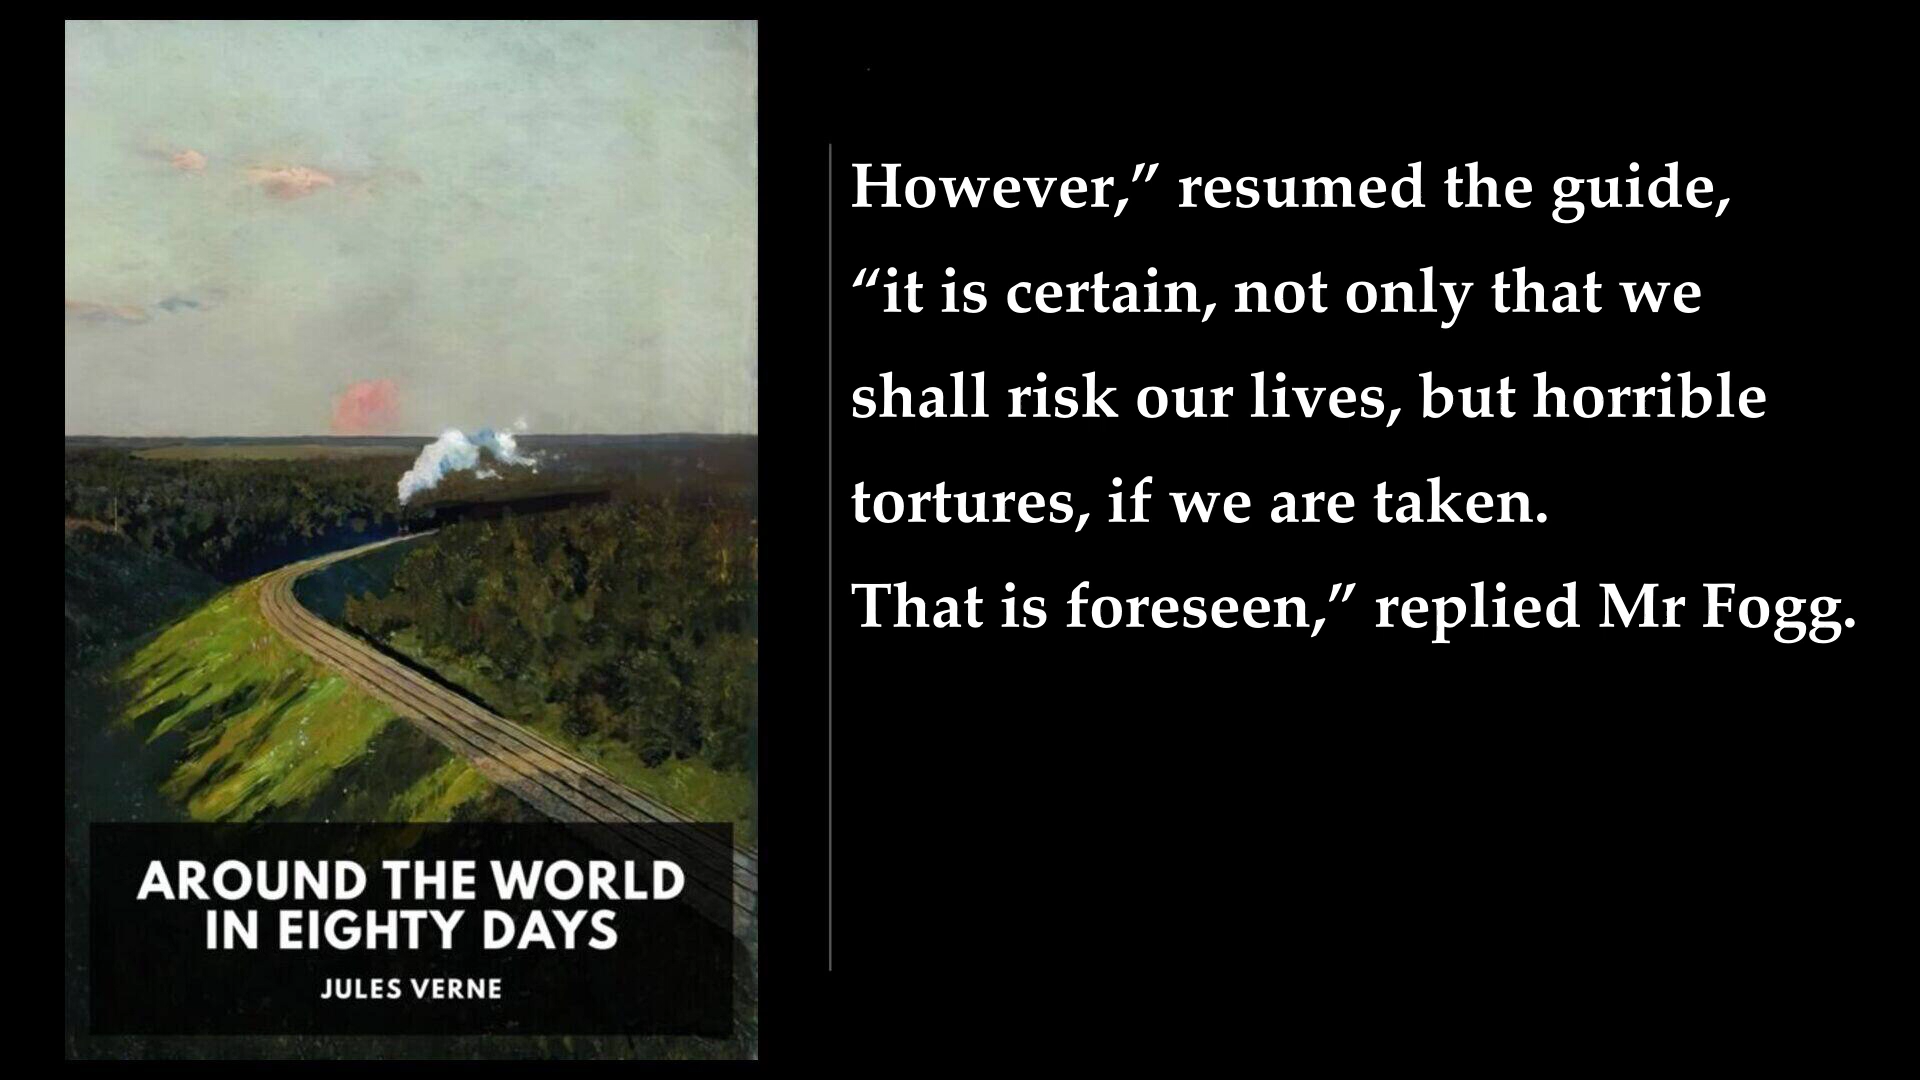 However,” resumed the guide,
“it is certain, not only that we
shall risk our lives, but horrible
tortures, if we are taken.
That is foreseen,” replied Mr Fogg.
AROUND THE WORLD
IN EIGHTY DAYS
JULES VERNE